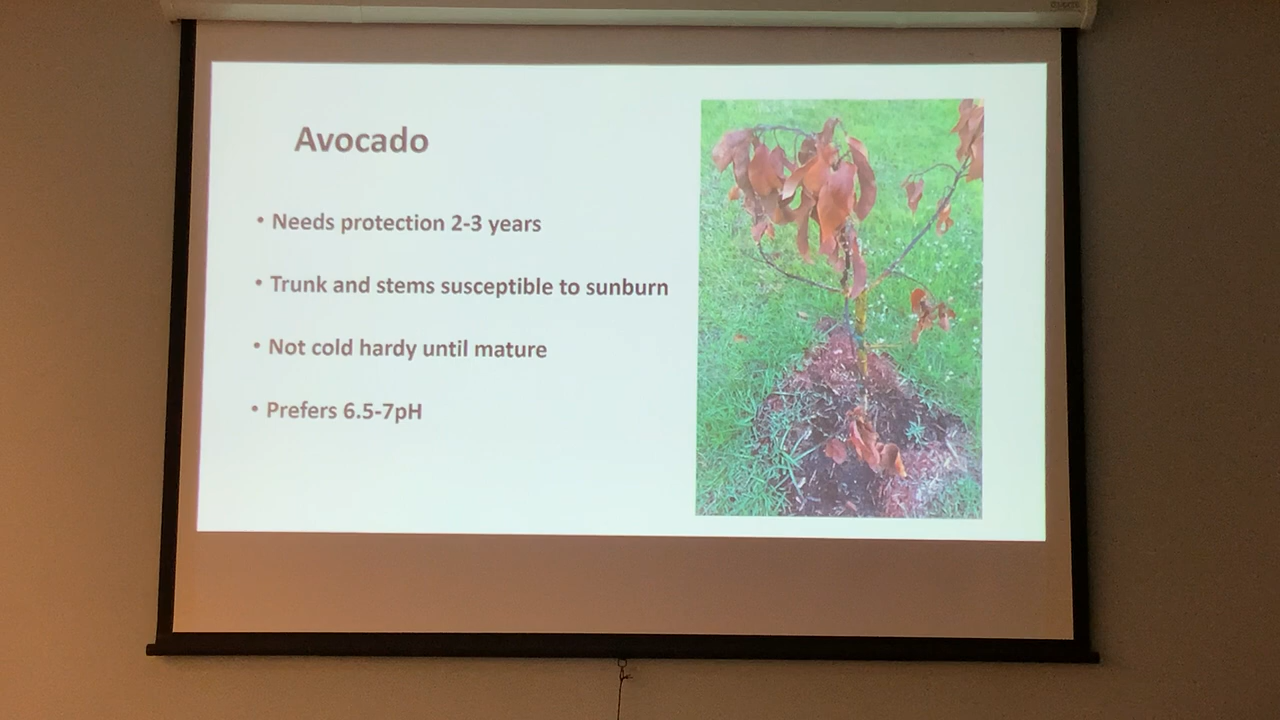 Avocado
• Needs protection 2-3 years
• Trunk and stems susceptible to sunburn
• Not cold hardy until mature
• Prefers 6.5-7pH